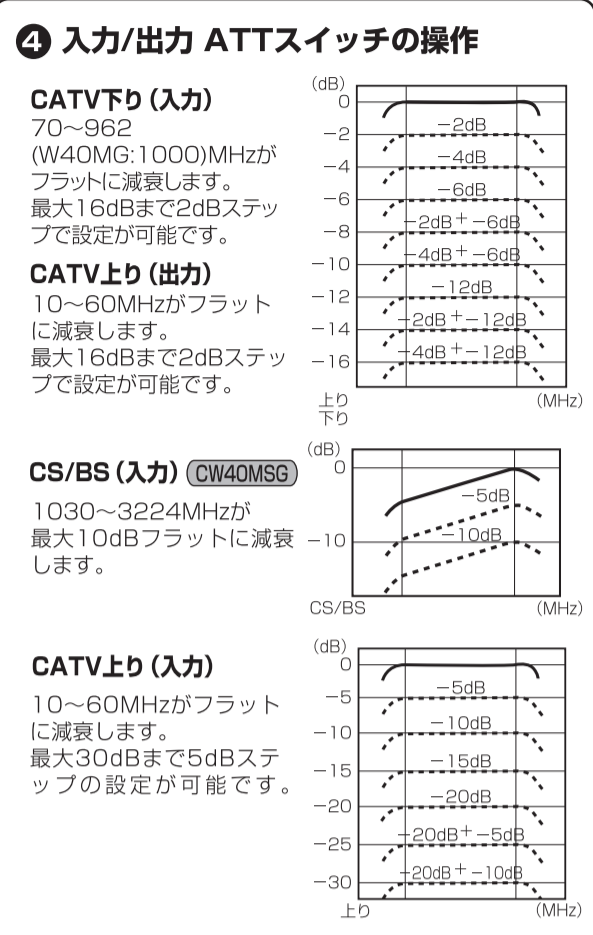 4 入力/出力 ATTスイッチの操作
CATV下り(入力)
70~962
(W40MG:1000)MHzが
フラットに減衰します。
最大16dBまで2dBステッ
プで設定が可能です。
CATV上り(出力)
10~60MHzがフラット
に減衰します。
最大16dBまで2dBステッ
プで設定が可能です。
(dB)
0
-2
-4
-6
-8
-10
-12
-14
-16
-2dB
-4dB
-6dB
-2dB+-6dB
-4dB+-6dB
-12dB
-2dB+-12dB
-4dB+-12dB
上り
下り
(MHz)
CS/BS(入力) CW40MSG
1030~3224MHzが
最大10dBフラットに減衰
します。
(dB)
0
-10
-5dB
-10dB
CS/BS
(MHz)
CATV上り(入力)
10~60MHzがフラット
に減衰します。
最大30dBまで5dBステ
ップの設定が可能です。
(dB)
0
-5
-10
-15
-20
-25
-30
-5dB
-10dB
-15dB
-20dB
-20dB+-5dB
-20dB+-10dB
上り
(MHz)